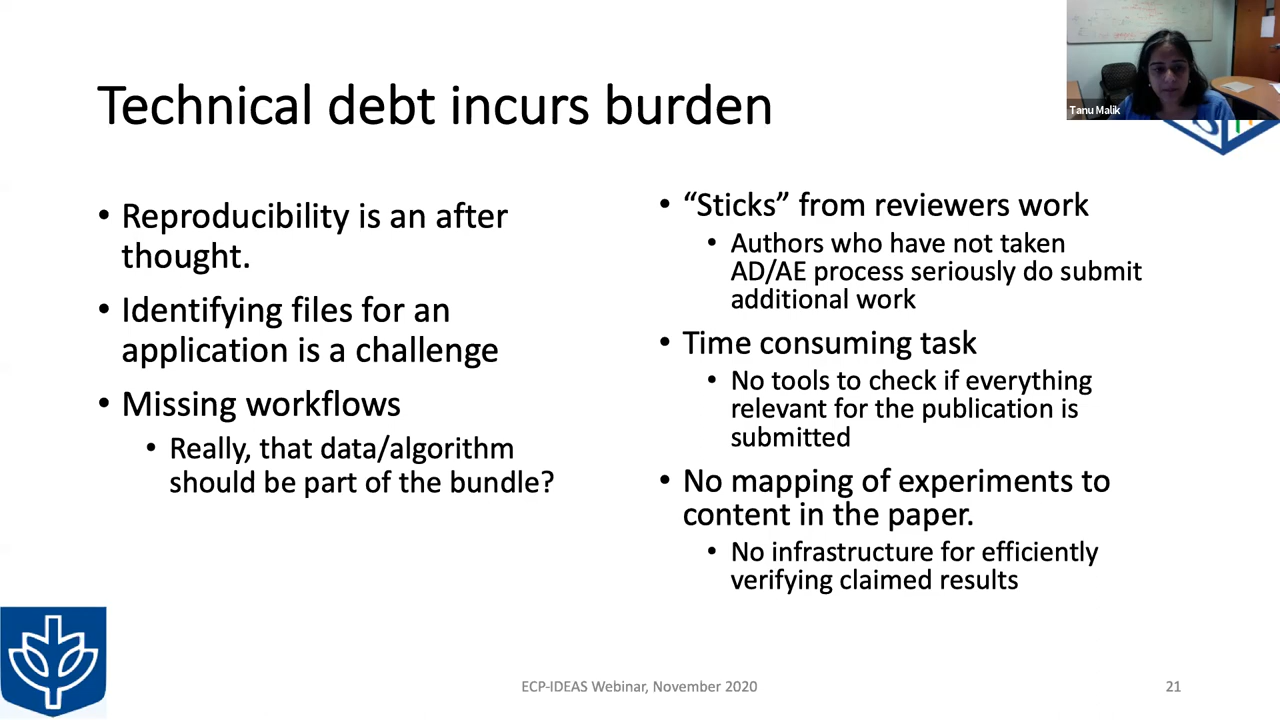 Technical debt incurs burden
• Reproducibility is an after
thought.
• Identifying files for an
application is a challenge
• Missing workflows
• Really, that data/algorithm
should be part of the bundle?
• “Sticks” from reviewers work
• Authors who have not taken
AD/AE process seriously do submit
additional work
• Time consuming task
• No tools to check if everything
relevant for the publication is
submitted
• No mapping of experiments to
content in the paper.
• No infrastructure for efficiently
verifying claimed results
Tanu Malik
ECP-IDEAS Webinar, November 2020
21